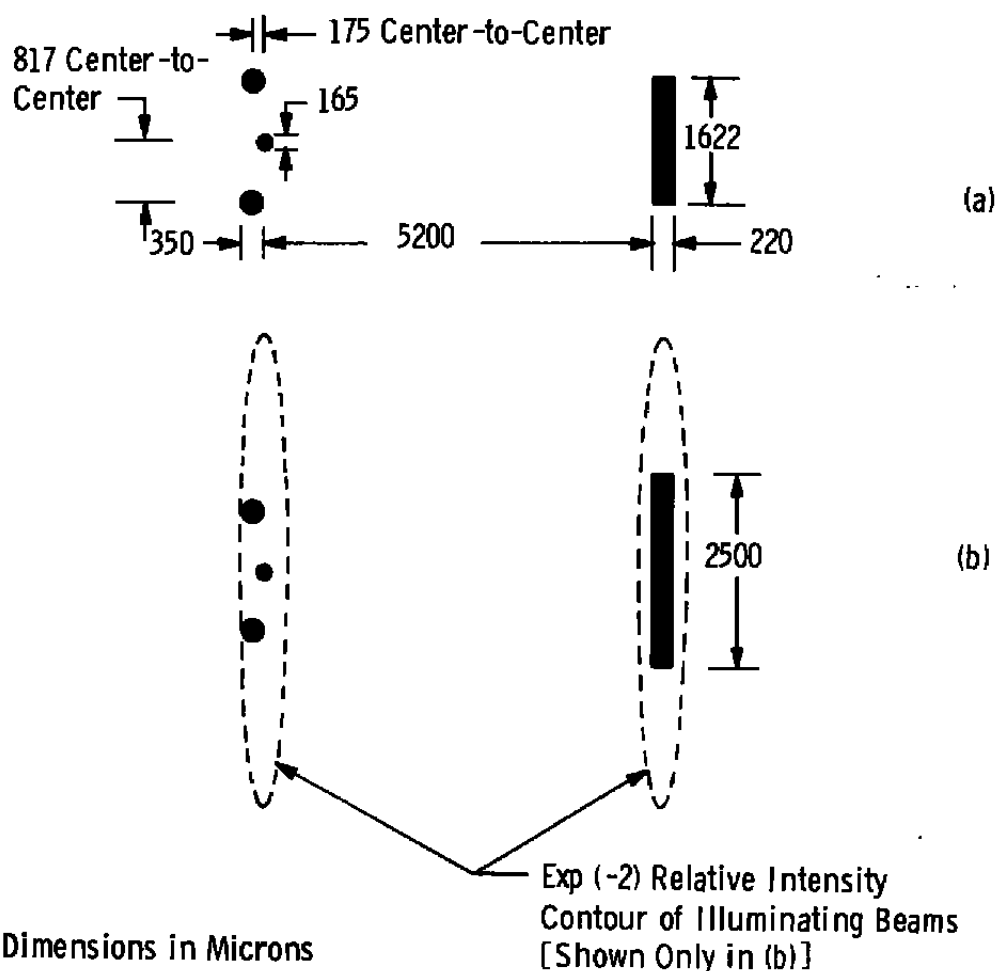 175 Center-to-Center
817 Center-to-
Center
165
1622
(a)
350
5200
220
2500
(b)
Exp (-2) Relative Intensity
Contour of Illuminating Beams
[Shown Only in (b)]
Dimensions in Microns